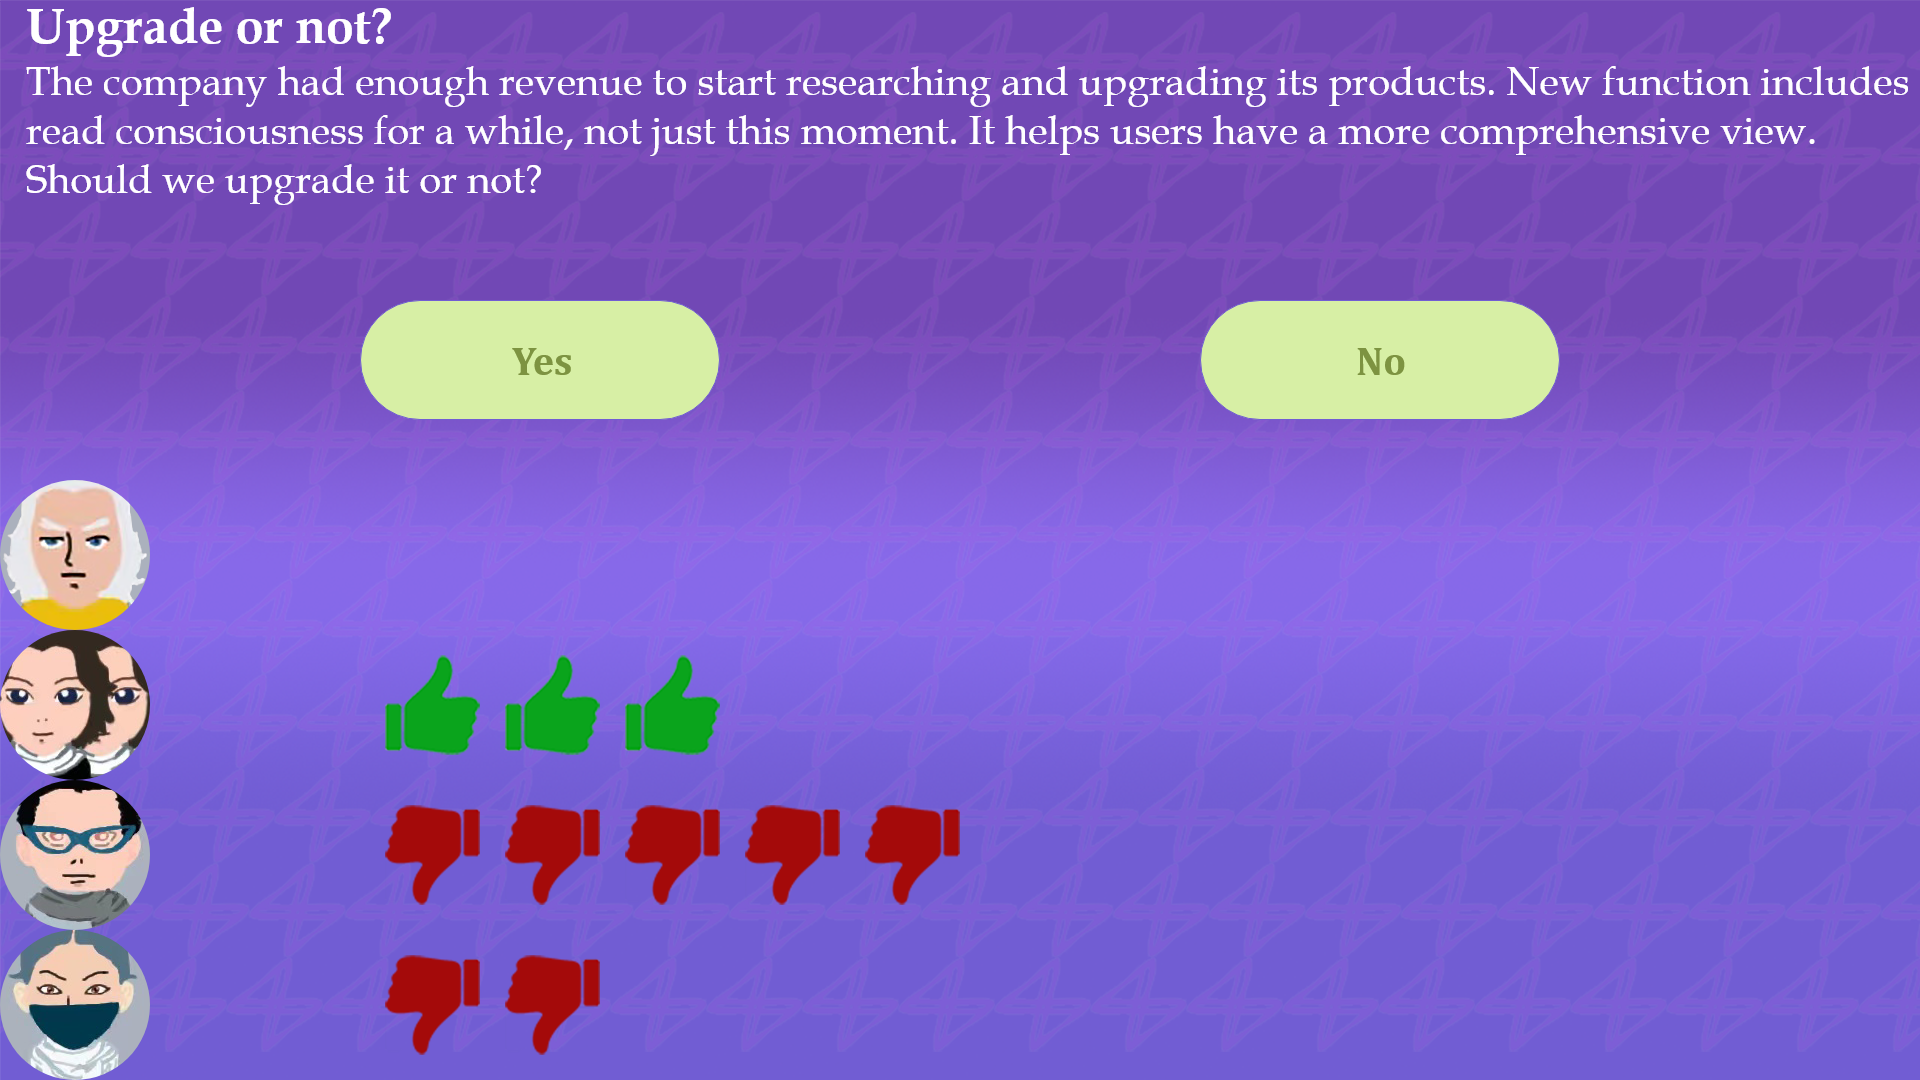 Upgrade or not?
The company had enough revenue to start researching and upgrading its products. New function includes
read consciousness for a while, not just this moment. It helps users have a more comprehensive view.
Should we upgrade it or not?
Yes
No